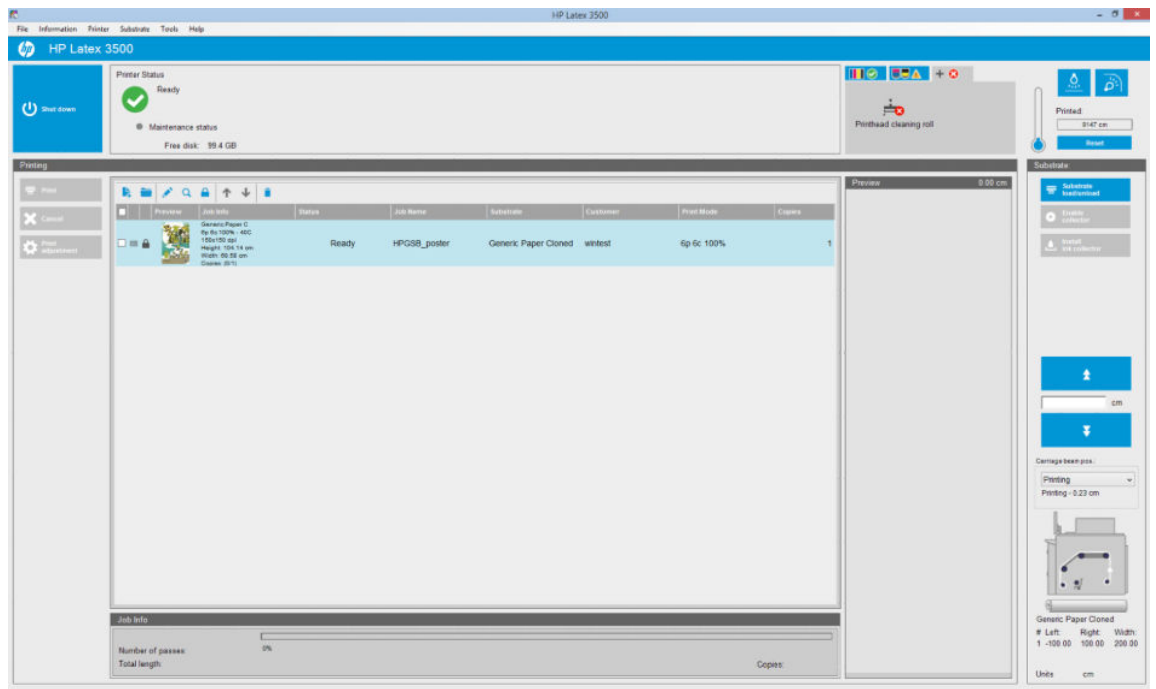 HP Latex 3500
File Information Printer Substrate Tools Help
HP Latex 3500
Shut down
Printer Status
Ready
Maintenance status
Free disk: 99.4 GB
Printhead cleaning roll
Printed:
9147 cm
Reset
Printing
Print
Cancel
Print adjustment
Preview Job Info Status Job Name Substrate Customer Print Mode Copies
Generic Paper C
6p 6c 100% - 40C
150x150 dpi
Height: 104.14 cm
Width: 69.58 cm
Copies: (0/1)
Ready HPGSB_poster Generic Paper Cloned wintest 6p 6c 100% 1
Preview 0.00 cm
Job Info
Number of passes: 0%
Total length: Copies:
Substrate
Substrate load/unload
Enable collector
Install ink collector
cm
Carriage beam pos.:
Printing
Printing - 0.23 cm
Generic Paper Cloned
# Left: Right: Width:
1 -100.00 100.00 200.00
Units cm